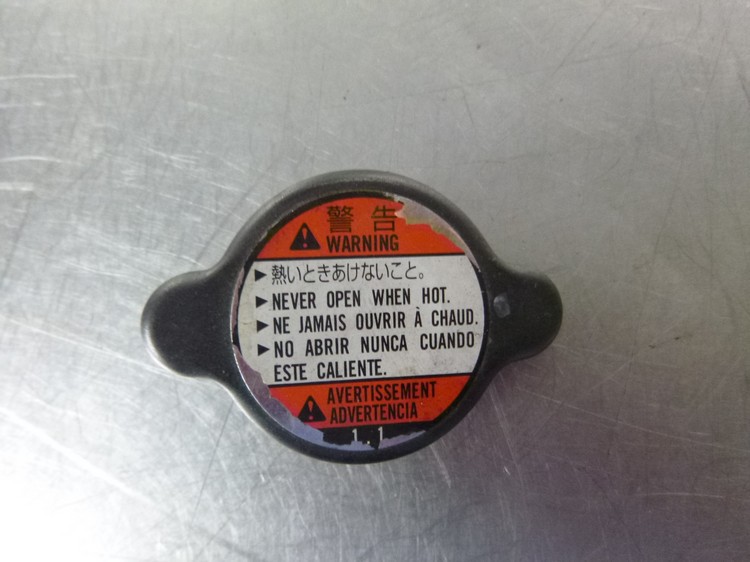 警告
WARNING
▶熱いときあけないこと。
▶NEVER OPEN WHEN HOT.
▶NE JAMAIS OUVRIR À CHAUD.
▶NO ABRIR NUNCA CUANDO
ESTE CALIENTE.
AVERTISSEMENT
ADVERTENCIA
1.1